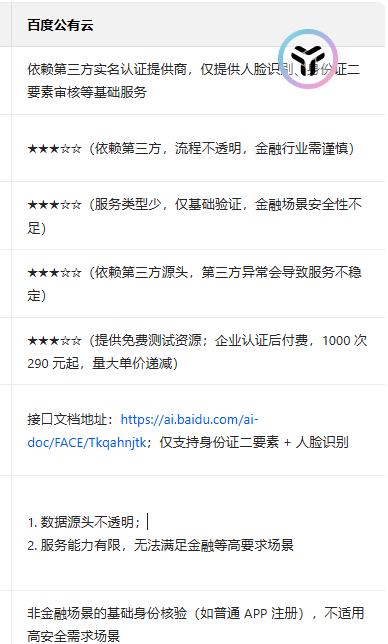 百度公有云
依赖第三方实名认证提供商，仅提供人脸识别、身份证二
要素审核等基础服务
★★★☆☆（依赖第三方，流程不透明，金融行业需谨慎）
★★★☆☆（服务类型少，仅基础验证，金融场景安全性不
足）
★★★☆☆（依赖第三方源头，第三方异常会导致服务不稳
定）
★★★☆☆（提供免费测试资源；企业认证后付费，1000 次
290 元起，量大单价递减）
接口文档地址：https://ai.baidu.com/ai-
doc/FACE/Tkqahnjtk；仅支持身份证二要素 + 人脸识别
1. 数据源头不透明；
2. 服务能力有限，无法满足金融等高要求场景
非金融场景的基础身份核验（如普通 APP 注册），不适用
高安全需求场景